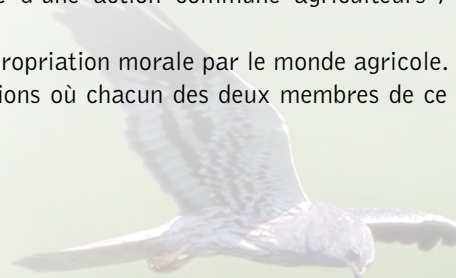 d'une action commune agriculteurs /
ropriation morale par le monde agricole.
ions où chacun des deux membres de ce